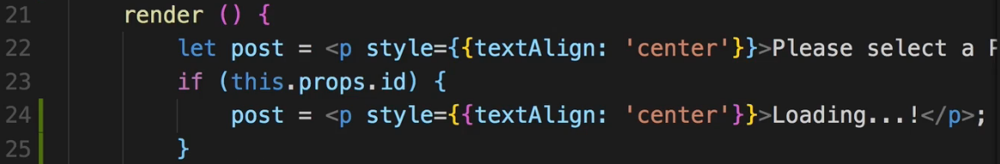 21 render () {
22 let post = <p style={{textAlign: 'center'}}>Please select a
23 if (this.props.id) {
24 post = <p style={{textAlign: 'center'}}>Loading...!</p>;
25 }